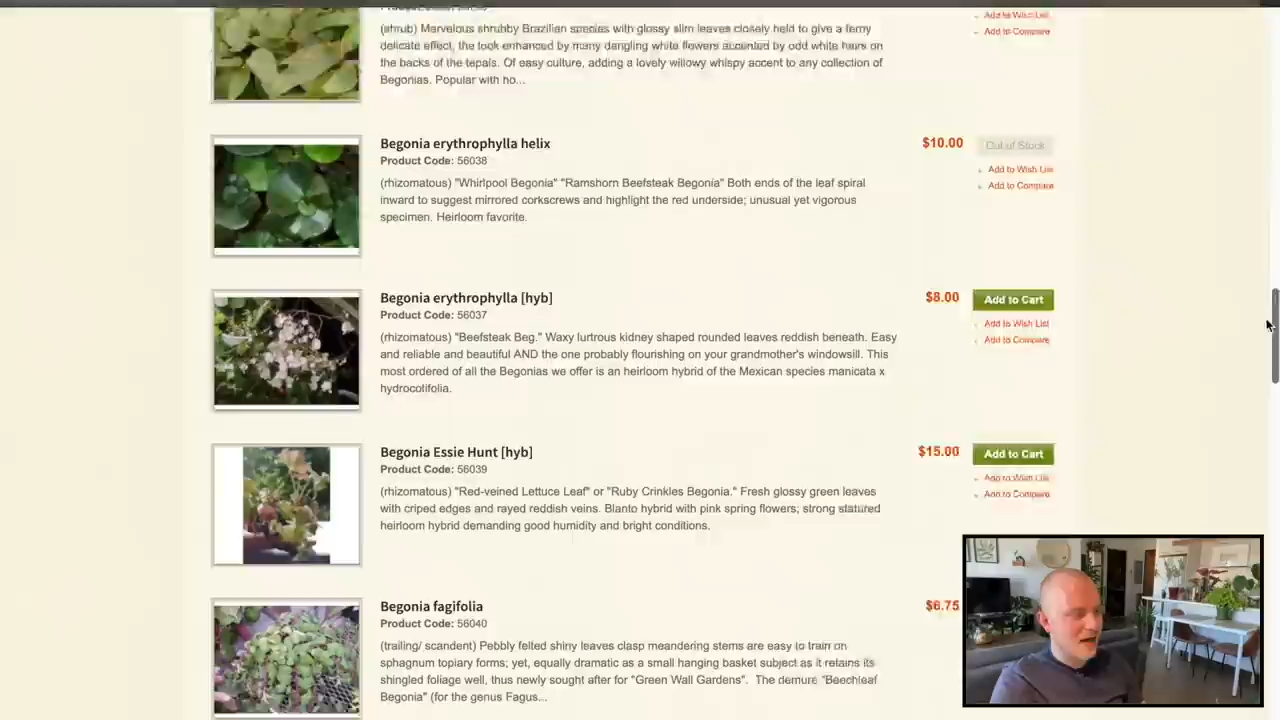 Add to Wish List
(shrub) Marvelous shrubby Brazilian species with glossy slim leaves closely held to give a ferny
Add to Compare
delicate effect, the look enhanced by many dangling white flowers accented by odd white hairs on
the backs of the tepals. Of easy culture, adding a lovely willowy whispy accent to any collection of
Begonias. Popular with ho...
Begonia erythrophylla helix
$10.00
Out of Stock
Product Code: 56038
Add to Wish List
(rhizomatous) "Whirlpool Begonia" "Ramshorn Beefsteak Begonia" Both ends of the leaf spiral
Add to Compare
inward to suggest mirrored corkscrews and highlight the red underside; unusual yet vigorous
specimen. Heirloom favorite.
Begonia erythrophylla [hyb]
$8.00
Add to Cart
Product Code: 56037
Add to Wish List
(rhizomatous) "Beefsteak Beg." Waxy lurtrous kidney shaped rounded leaves reddish beneath. Easy
Add to Compare
and reliable and beautiful AND the one probably flourishing on your grandmother's windowsill. This
most ordered of all the Begonias we offer is an heirloom hybrid of the Mexican species manicata x
hydrocotifolia.
Begonia Essie Hunt [hyb]
$15.00
Add to Cart
Product Code: 56039
Add to Wish List
(rhizomatous) "Red-veined Lettuce Leaf" or "Ruby Crinkles Begonia." Fresh glossy green leaves
Add to Compare
with criped edges and rayed reddish veins. Blanto hybrid with pink spring flowers; strong statured
heirloom hybrid demanding good humidity and bright conditions.
Begonia fagifolia
$6.75
Product Code: 56040
(trailing/ scandent) Pebbly felted shiny leaves clasp meandering stems are easy to train on
sphagnum topiary forms; yet, equally dramatic as a small hanging basket subject as it retains its
shingled foliage well, thus newly sought after for "Green Wall Gardens". The demure "Beechleaf
Begonia" (for the genus Fagus...